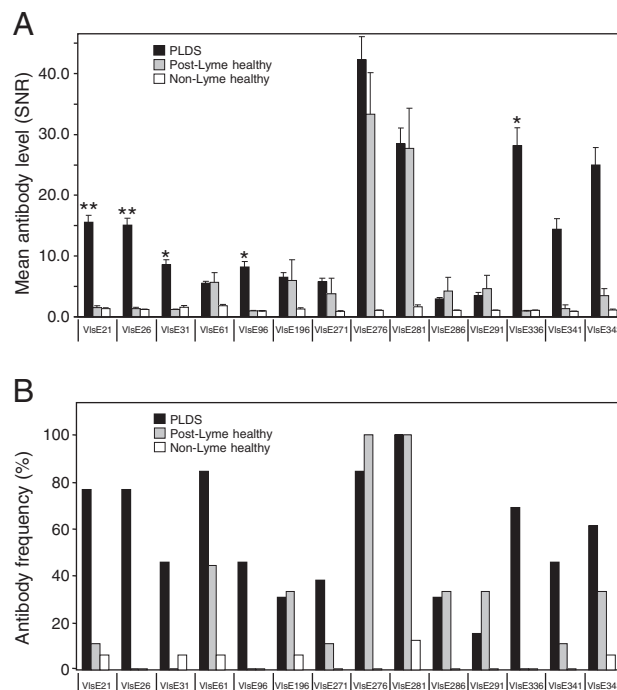 A
PLDS
Post-Lyme healthy
Non-Lyme healthy
Mean antibody level (SNR)
40.0
30.0
20.0
10.0
0.0
** ** * * *
VlsE21 VlsE26 VlsE31 VlsE61 VlsE96 VlsE196 VlsE271 VlsE276 VlsE281 VlsE286 VlsE291 VlsE336 VlsE341
B
PLDS
Post-Lyme healthy
Non-Lyme healthy
Antibody frequency (%)
100
80
60
40
20
0
VlsE21 VlsE26 VlsE31 VlsE61 VlsE96 VlsE196 VlsE271 VlsE276 VlsE281 VlsE286 VlsE291 VlsE336 VlsE341